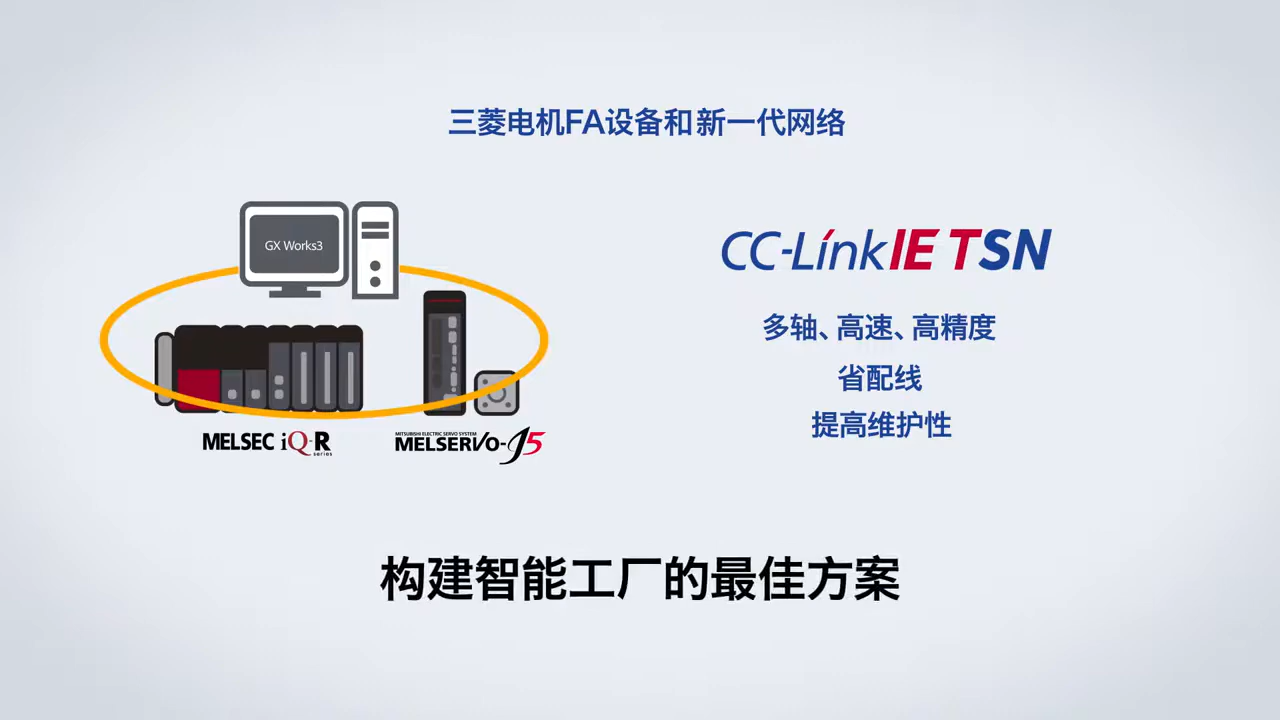 三菱电机FA设备和新一代网络
GX Works3
CC-Link IE TSN
多轴、高速、高精度
省配线
提高维护性
MELSEC iQ-R
series
MITSUBISHI ELECTRIC SERVO SYSTEM
MELSERVO-J5
构建智能工厂的最佳方案